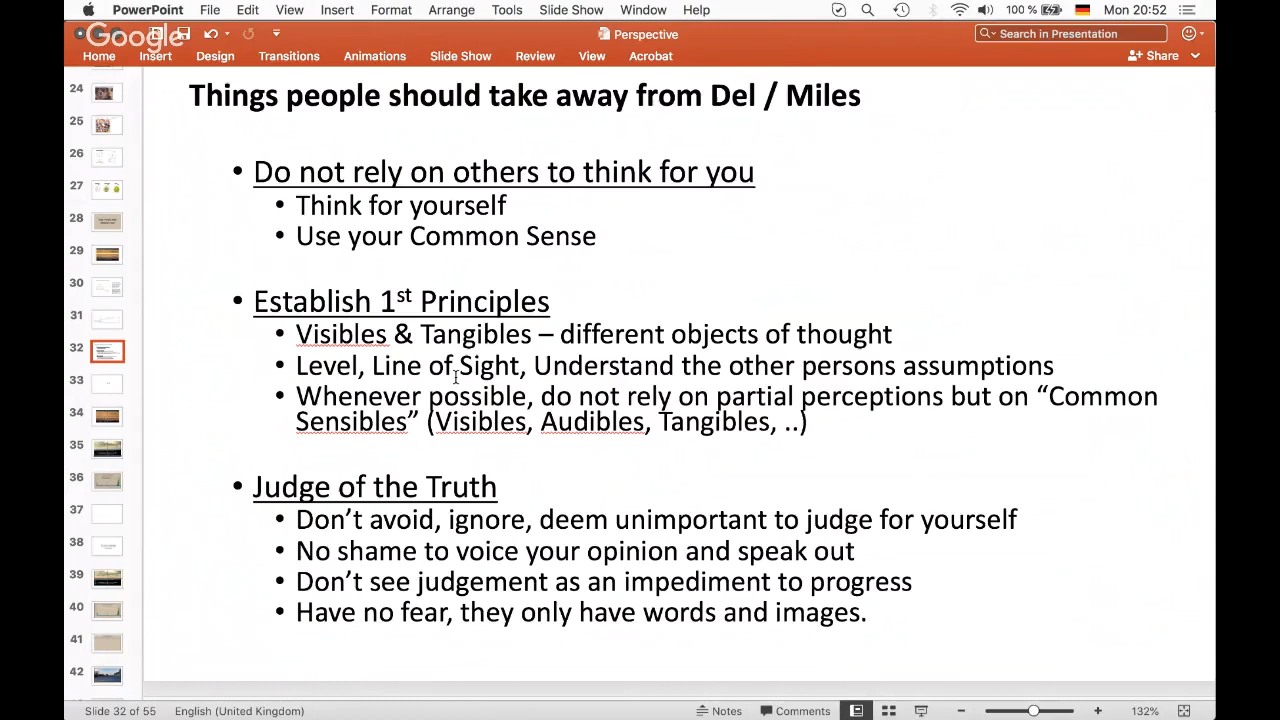 PowerPoint File Edit View Insert Format Arrange Tools Slide Show Window Help 100 % Mon 20:52
Google
Perspective
Search in Presentation
Home Insert Design Transitions Animations Slide Show Review View Acrobat Share
Things people should take away from Del / Miles
• Do not rely on others to think for you
• Think for yourself
• Use your Common Sense
• Establish 1st Principles
• Visibles & Tangibles – different objects of thought
• Level, Line of Sight, Understand the other persons assumptions
• Whenever possible, do not rely on partial perceptions but on “Common
Sensibles” (Visibles, Audibles, Tangibles, ..)
• Judge of the Truth
• Don’t avoid, ignore, deem unimportant to judge for yourself
• No shame to voice your opinion and speak out
• Don’t see judgement as an impediment to progress
• Have no fear, they only have words and images.
24
25
26
27
28
29
30
31
32
33
34
35
36
37
38
39
40
41
42
Slide 32 of 55 English (United Kingdom) Notes Comments 132%